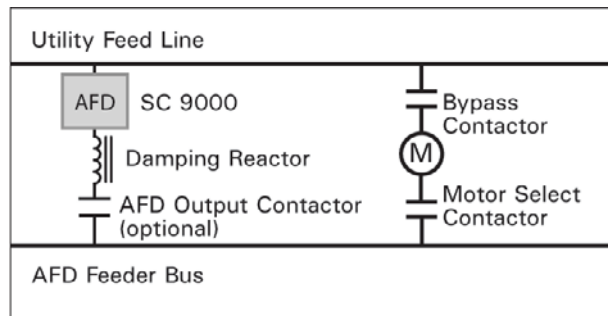 Utility Feed Line
AFD
SC 9000
Bypass
Contactor
Damping Reactor
M
AFD Output Contactor
(optional)
Motor Select
Contactor
AFD Feeder Bus